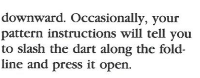 downward. Occasionally, your
pattern instructions will tell you
to slash the dart along the fold-
line and press it open.